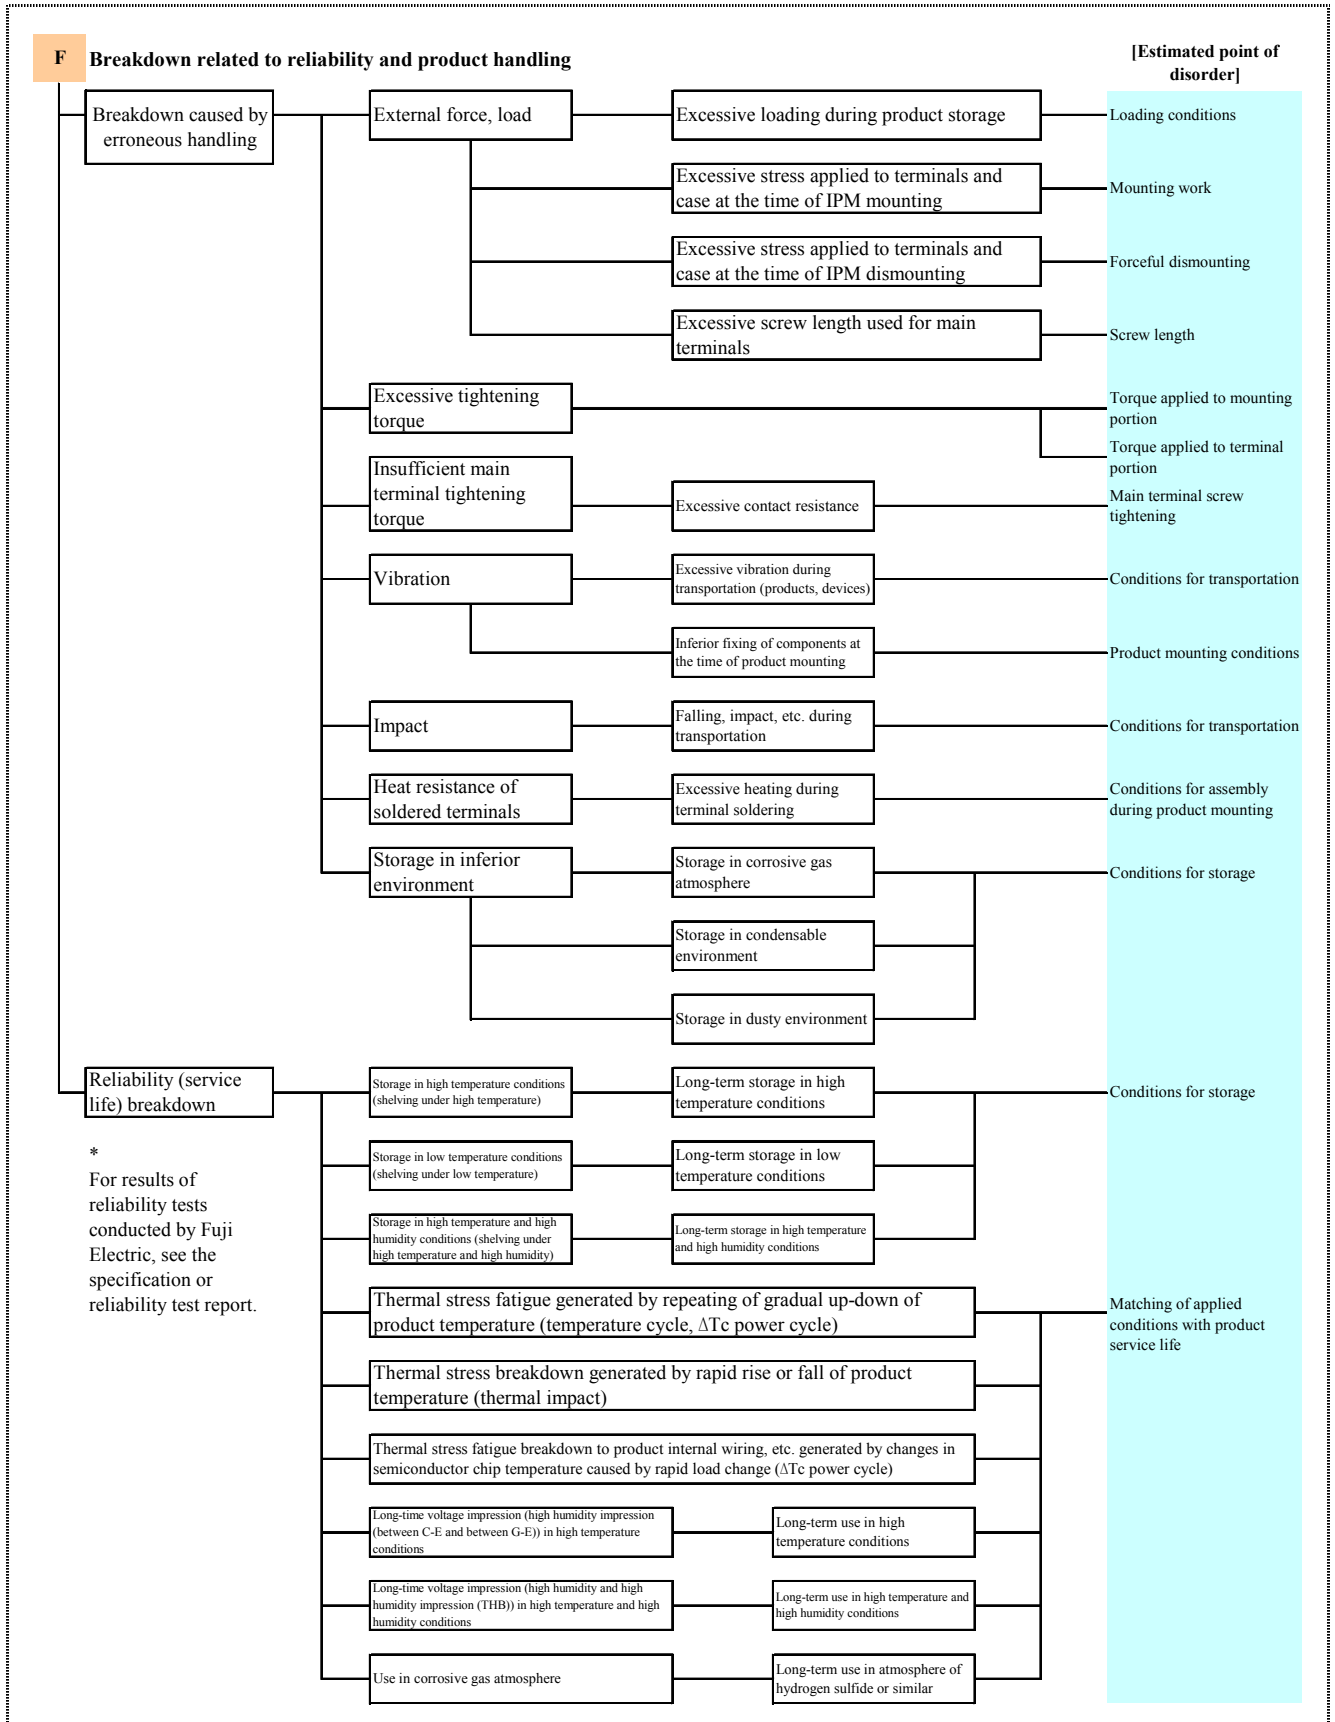 F
Breakdown related to reliability and product handling
[Estimated point of
disorder]
Breakdown caused by
erroneous handling
External force, load
Excessive loading during product storage
Loading conditions
Excessive stress applied to terminals and
case at the time of IPM mounting
Mounting work
Excessive stress applied to terminals and
case at the time of IPM dismounting
Forceful dismounting
Excessive screw length used for main
terminals
Screw length
Excessive tightening
torque
Torque applied to mounting
portion
Torque applied to terminal
portion
Insufficient main
terminal tightening
torque
Excessive contact resistance
Main terminal screw
tightening
Vibration
Excessive vibration during
transportation (products, devices)
Conditions for transportation
Inferior fixing of components at
the time of product mounting
Product mounting conditions
Impact
Falling, impact, etc. during
transportation
Conditions for transportation
Heat resistance of
soldered terminals
Excessive heating during
terminal soldering
Conditions for assembly
during product mounting
Storage in inferior
environment
Storage in corrosive gas
atmosphere
Conditions for storage
Storage in condensable
environment
Storage in dusty environment
Reliability (service
life) breakdown
Storage in high temperature conditions
(shelving under high temperature)
Long-term storage in high
temperature conditions
Conditions for storage
*
For results of
reliability tests
conducted by Fuji
Electric, see the
specification or
reliability test report.
Storage in low temperature conditions
(shelving under low temperature)
Long-term storage in low
temperature conditions
Storage in high temperature and high
humidity conditions (shelving under
high temperature and high humidity)
Long-term storage in high temperature
and high humidity conditions
Thermal stress fatigue generated by repeating of gradual up-down of
product temperature (temperature cycle, ΔTc power cycle)
Matching of applied
conditions with product
service life
Thermal stress breakdown generated by rapid rise or fall of product
temperature (thermal impact)
Thermal stress fatigue breakdown to product internal wiring, etc. generated by changes in
semiconductor chip temperature caused by rapid load change (ΔTc power cycle)
Long-time voltage impression (high humidity impression
(between C-E and between G-E)) in high temperature
conditions
Long-term use in high
temperature conditions
Long-time voltage impression (high humidity and high
humidity impression (THB)) in high temperature and high
humidity conditions
Long-term use in high temperature and
high humidity conditions
Use in corrosive gas atmosphere
Long-term use in atmosphere of
hydrogen sulfide or similar